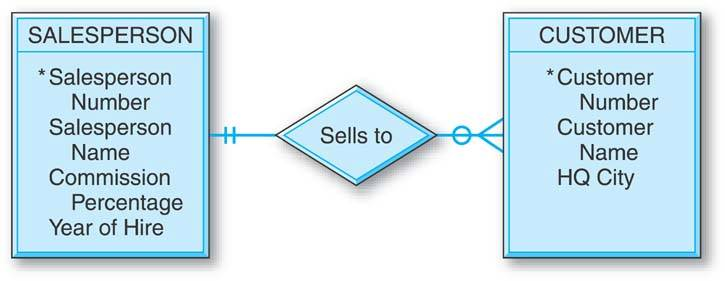 SALESPERSON
*Salesperson
Number
Salesperson
Name
Commission
Percentage
Year of Hire
Sells to
CUSTOMER
*Customer
Number
Customer
Name
HQ City